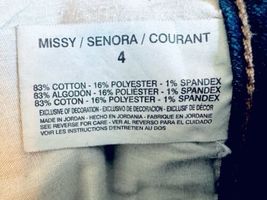 MISSY / SENORA / COURANT
4
83% COTTON - 16% POLYESTER - 1% SPANDEX
83% ALGODON - 16% POLIÉSTER - 1% SPANDEX
83% COTON - 16% POLYESTER - 1% SPANDEX
EXCLUSIVE OF DECORATION - EXCLUSIVO DE DECORACION - EXCLUSIF DE DÉCOR
MADE IN JORDAN - HECHO EN JORDANIA - FABRIQUE EN JORDANIE
SEE REVERSE FOR CARE - VER AL REVERSO PARA EL CUIDADO
VOIR LES INSTRUCTIONS D'ENTRETIEN AU DOS